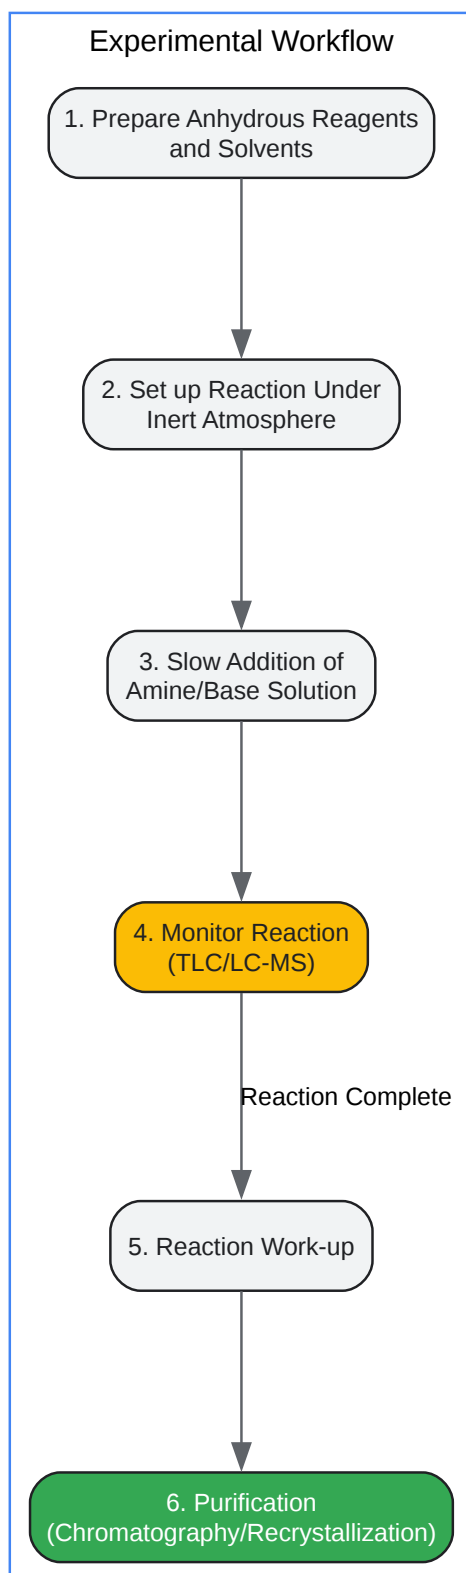 Experimental Workflow
1. Prepare Anhydrous Reagents
and Solvents
2. Set up Reaction Under
Inert Atmosphere
3. Slow Addition of
Amine/Base Solution
4. Monitor Reaction
(TLC/LC-MS)
Reaction Complete
5. Reaction Work-up
6. Purification
(Chromatography/Recrystallization)